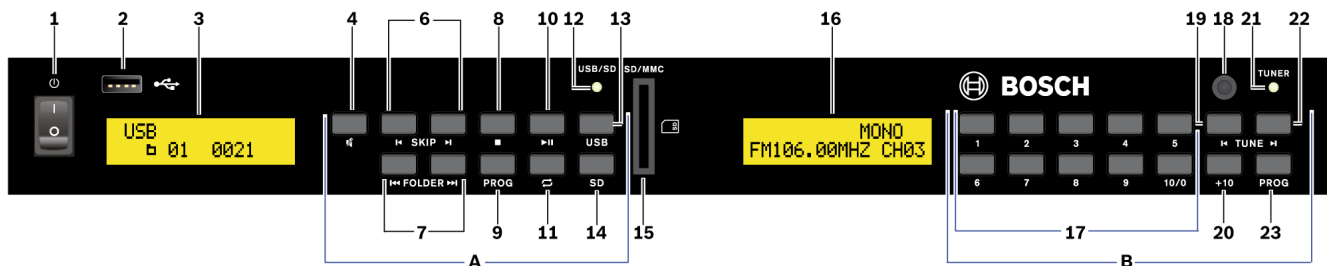 1 2 3 4 6 8 10 12 13 16 19 18 21 22
USB/SD SD/MMC TUNER
BOSCH
USB
01 0021
MONO
FM106.00MHZ CH03
SKIP USB 1 2 3 4 5 TUNE
FOLDER PROG SD 6 7 8 9 10/0 +10 PROG
SD
7 9 11 14 15 17 20 23
A B